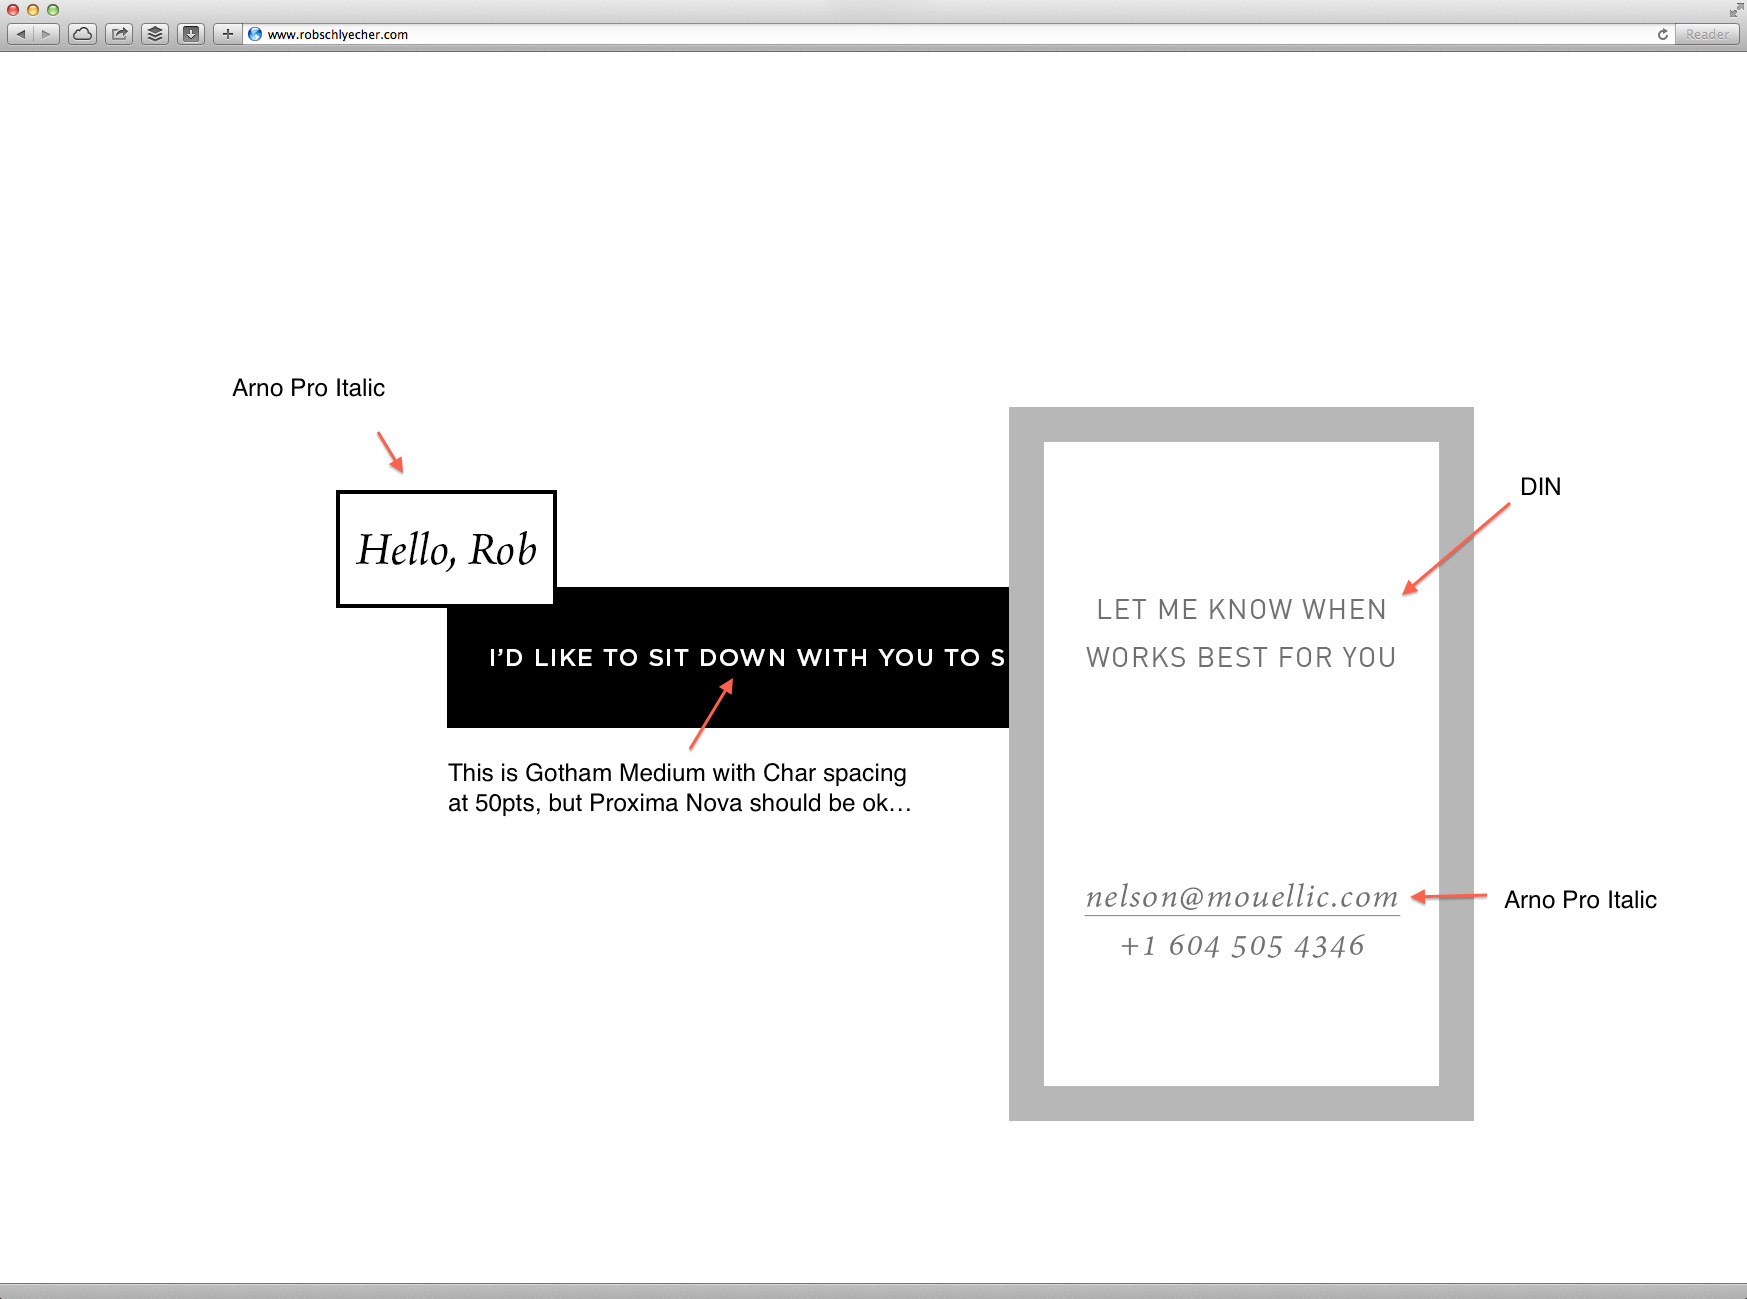 www.robschlyecher.com
Reader
Arno Pro Italic
Hello, Rob
I’D LIKE TO SIT DOWN WITH YOU TO S
This is Gotham Medium with Char spacing
at 50pts, but Proxima Nova should be ok…
DIN
LET ME KNOW WHEN
WORKS BEST FOR YOU
nelson@mouellic.com
+1 604 505 4346
Arno Pro Italic